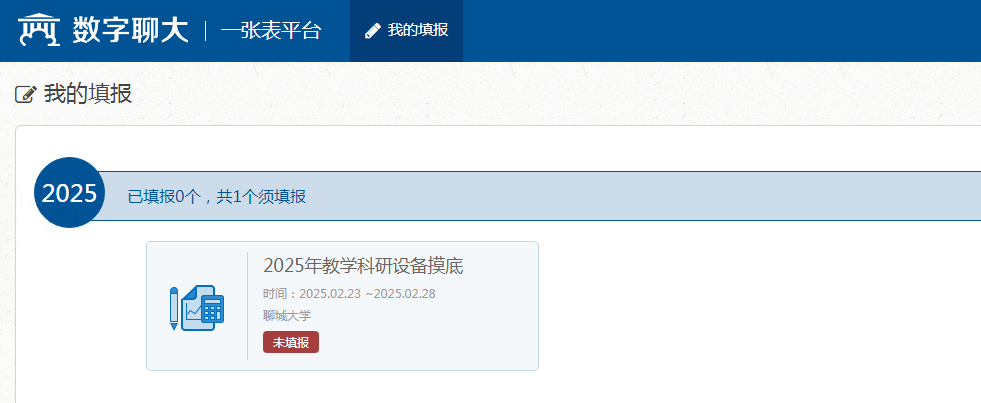 数字聊大 一张表平台 我的填报
我的填报
2025 已填报0个，共1个须填报
2025年教学科研设备摸底
时间：2025.02.23 ~2025.02.28
聊城大学
未填报